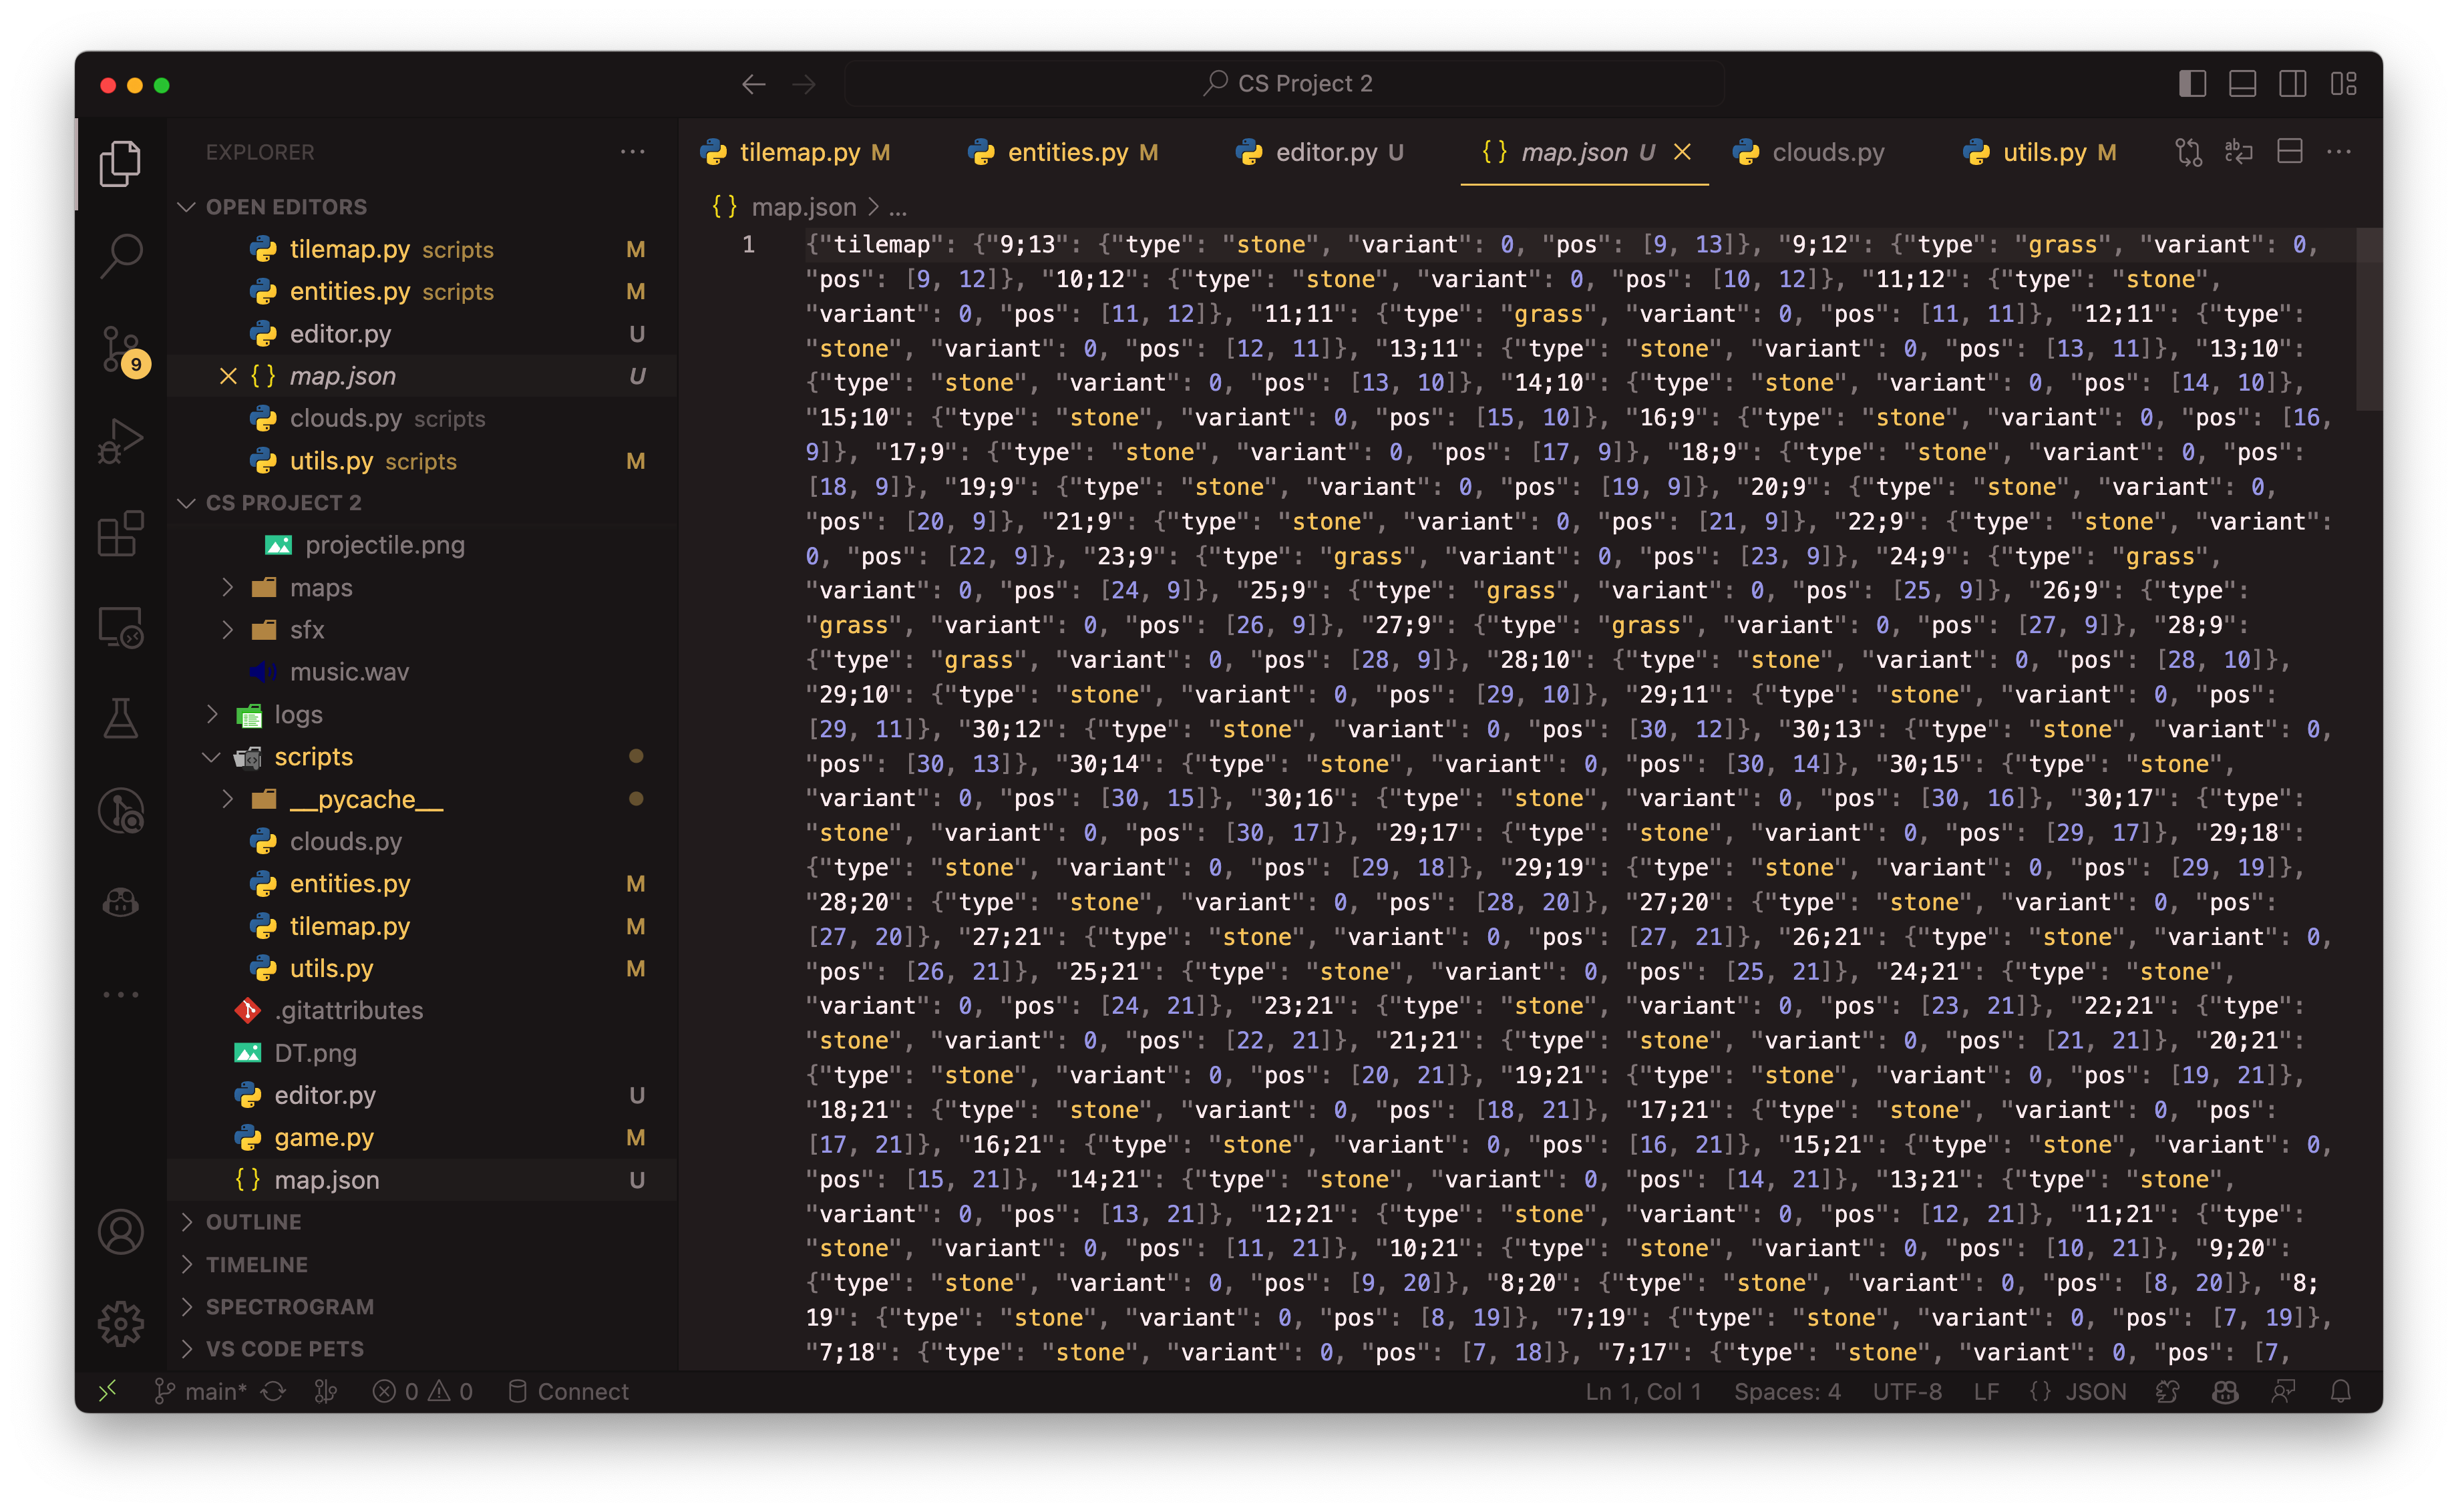 CS Project 2
EXPLORER
OPEN EDITORS
tilemap.py scripts M
entities.py scripts M
editor.py U
map.json U
clouds.py scripts
utils.py scripts M
CS PROJECT 2
projectile.png
maps
sfx
music.wav
logs
scripts
__pycache__
clouds.py
entities.py M
tilemap.py M
utils.py M
.gitattributes
DT.png
editor.py U
game.py M
map.json U
OUTLINE
TIMELINE
SPECTROGRAM
VS CODE PETS
9
tilemap.py M entities.py M editor.py U {} map.json U clouds.py utils.py M
{} map.json > ...
1 {"tilemap": {"9;13": {"type": "stone", "variant": 0, "pos": [9, 13]}, "9;12": {"type": "grass", "variant": 0,
"pos": [9, 12]}, "10;12": {"type": "stone", "variant": 0, "pos": [10, 12]}, "11;12": {"type": "stone",
"variant": 0, "pos": [11, 12]}, "11;11": {"type": "grass", "variant": 0, "pos": [11, 11]}, "12;11": {"type":
"stone", "variant": 0, "pos": [12, 11]}, "13;11": {"type": "stone", "variant": 0, "pos": [13, 11]}, "13;10":
{"type": "stone", "variant": 0, "pos": [13, 10]}, "14;10": {"type": "stone", "variant": 0, "pos": [14, 10]},
"15;10": {"type": "stone", "variant": 0, "pos": [15, 10]}, "16;9": {"type": "stone", "variant": 0, "pos": [16,
9]}, "17;9": {"type": "stone", "variant": 0, "pos": [17, 9]}, "18;9": {"type": "stone", "variant": 0, "pos":
[18, 9]}, "19;9": {"type": "stone", "variant": 0, "pos": [19, 9]}, "20;9": {"type": "stone", "variant": 0,
"pos": [20, 9]}, "21;9": {"type": "stone", "variant": 0, "pos": [21, 9]}, "22;9": {"type": "stone", "variant":
0, "pos": [22, 9]}, "23;9": {"type": "grass", "variant": 0, "pos": [23, 9]}, "24;9": {"type": "grass",
"variant": 0, "pos": [24, 9]}, "25;9": {"type": "grass", "variant": 0, "pos": [25, 9]}, "26;9": {"type":
"grass", "variant": 0, "pos": [26, 9]}, "27;9": {"type": "grass", "variant": 0, "pos": [27, 9]}, "28;9":
{"type": "grass", "variant": 0, "pos": [28, 9]}, "28;10": {"type": "stone", "variant": 0, "pos": [28, 10]},
"29;10": {"type": "stone", "variant": 0, "pos": [29, 10]}, "29;11": {"type": "stone", "variant": 0, "pos":
[29, 11]}, "30;12": {"type": "stone", "variant": 0, "pos": [30, 12]}, "30;13": {"type": "stone", "variant": 0,
"pos": [30, 13]}, "30;14": {"type": "stone", "variant": 0, "pos": [30, 14]}, "30;15": {"type": "stone",
"variant": 0, "pos": [30, 15]}, "30;16": {"type": "stone", "variant": 0, "pos": [30, 16]}, "30;17": {"type":
"stone", "variant": 0, "pos": [30, 17]}, "29;17": {"type": "stone", "variant": 0, "pos": [29, 17]}, "29;18":
{"type": "stone", "variant": 0, "pos": [29, 18]}, "29;19": {"type": "stone", "variant": 0, "pos": [29, 19]},
"28;20": {"type": "stone", "variant": 0, "pos": [28, 20]}, "27;20": {"type": "stone", "variant": 0, "pos":
[27, 20]}, "27;21": {"type": "stone", "variant": 0, "pos": [27, 21]}, "26;21": {"type": "stone", "variant": 0,
"pos": [26, 21]}, "25;21": {"type": "stone", "variant": 0, "pos": [25, 21]}, "24;21": {"type": "stone",
"variant": 0, "pos": [24, 21]}, "23;21": {"type": "stone", "variant": 0, "pos": [23, 21]}, "22;21": {"type":
"stone", "variant": 0, "pos": [22, 21]}, "21;21": {"type": "stone", "variant": 0, "pos": [21, 21]}, "20;21":
{"type": "stone", "variant": 0, "pos": [20, 21]}, "19;21": {"type": "stone", "variant": 0, "pos": [19, 21]},
"18;21": {"type": "stone", "variant": 0, "pos": [18, 21]}, "17;21": {"type": "stone", "variant": 0, "pos":
[17, 21]}, "16;21": {"type": "stone", "variant": 0, "pos": [16, 21]}, "15;21": {"type": "stone", "variant": 0,
"pos": [15, 21]}, "14;21": {"type": "stone", "variant": 0, "pos": [14, 21]}, "13;21": {"type": "stone",
"variant": 0, "pos": [13, 21]}, "12;21": {"type": "stone", "variant": 0, "pos": [12, 21]}, "11;21": {"type":
"stone", "variant": 0, "pos": [11, 21]}, "10;21": {"type": "stone", "variant": 0, "pos": [10, 21]}, "9;20":
{"type": "stone", "variant": 0, "pos": [9, 20]}, "8;20": {"type": "stone", "variant": 0, "pos": [8, 20]}, "8;
19": {"type": "stone", "variant": 0, "pos": [8, 19]}, "7;19": {"type": "stone", "variant": 0, "pos": [7, 19]},
"7;18": {"type": "stone", "variant": 0, "pos": [7, 18]}, "7;17": {"type": "stone", "variant": 0, "pos": [7,
main* 0 0 Connect Ln 1, Col 1 Spaces: 4 UTF-8 LF {} JSON